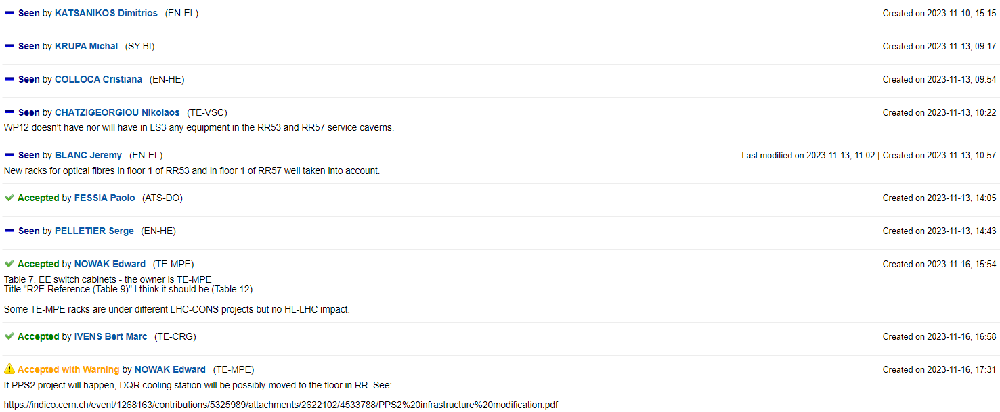 Seen by KATSANIKOS Dimitrios (EN-EL) Created on 2023-11-10, 15:15
Seen by KRUPA Michal (SY-BI) Created on 2023-11-13, 09:17
Seen by COLLOCA Cristiana (EN-HE) Created on 2023-11-13, 09:54
Seen by CHATZIGEORGIOU Nikolaos (TE-VSC) Created on 2023-11-13, 10:22
WP12 doesn't have nor will have in LS3 any equipment in the RR53 and RR57 service caverns.
Seen by BLANC Jeremy (EN-EL) Last modified on 2023-11-13, 11:02 | Created on 2023-11-13, 10:57
New racks for optical fibres in floor 1 of RR53 and in floor 1 of RR57 well taken into account.
Accepted by FESSIA Paolo (ATS-DO) Created on 2023-11-13, 14:05
Seen by PELLETIER Serge (EN-HE) Created on 2023-11-13, 14:43
Accepted by NOWAK Edward (TE-MPE) Created on 2023-11-16, 15:54
Table 7. EE switch cabinets - the owner is TE-MPE
Title "R2E Reference (Table 9)" I think it should be (Table 12)
Some TE-MPE racks are under different LHC-CONS projects but no HL-LHC impact.
Accepted by IVENS Bert Marc (TE-CRG) Created on 2023-11-16, 16:58
Accepted with Warning by NOWAK Edward (TE-MPE) Created on 2023-11-16, 17:31
If PPS2 project will happen, DQR cooling station will be possibly moved to the floor in RR. See:
https://indico.cern.ch/event/1268163/contributions/5325989/attachments/2622102/4533788/PPS2%20infrastructure%20modification.pdf